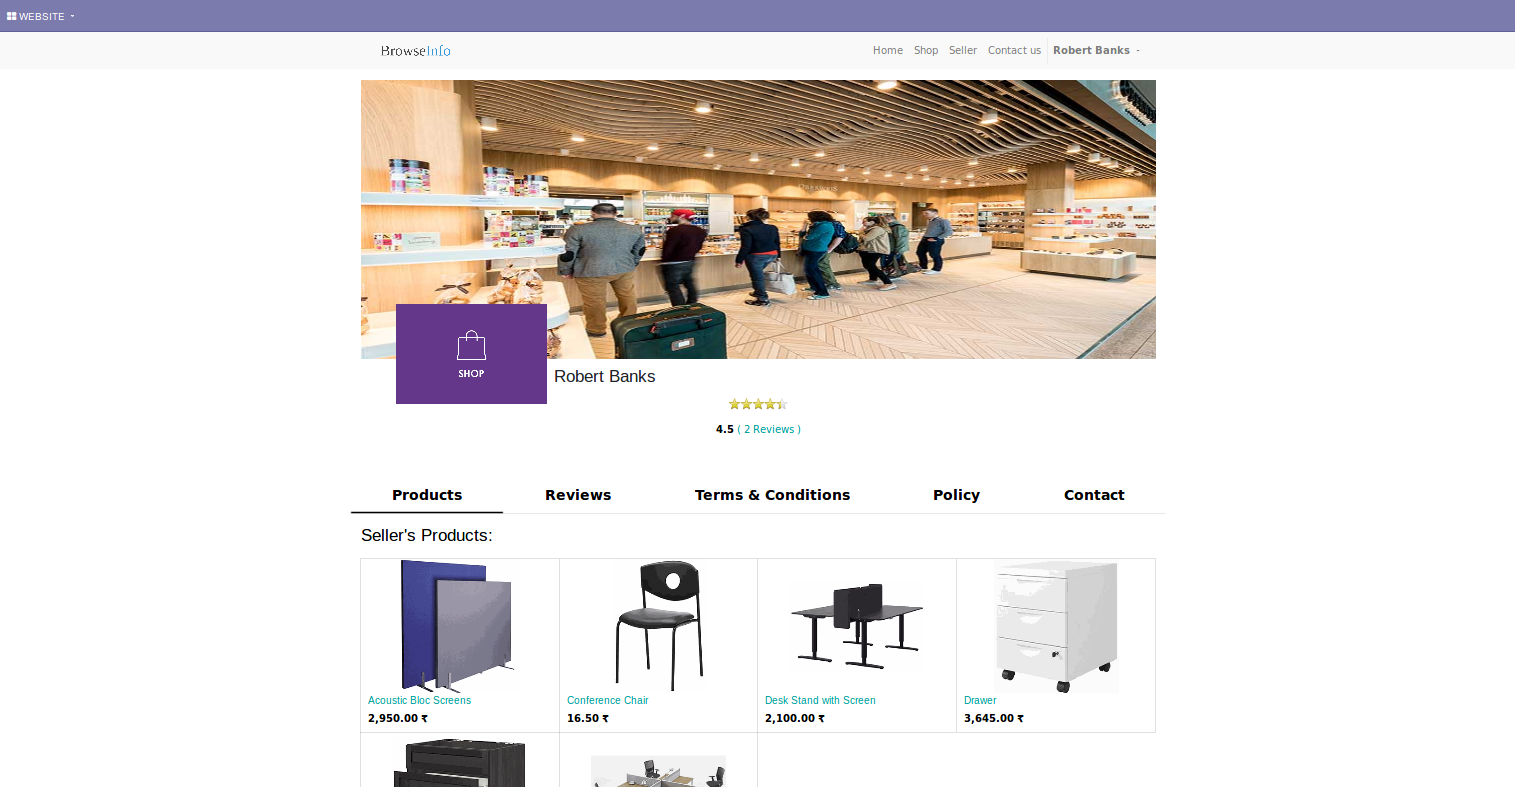 WEBSITE
BrowseInfo
Home Shop Seller Contact us Robert Banks
SHOP
Robert Banks
4.5 ( 2 Reviews )
Products Reviews Terms & Conditions Policy Contact
Seller's Products:
Acoustic Bloc Screens
2,950.00 ₹
Conference Chair
16.50 ₹
Desk Stand with Screen
2,100.00 ₹
Drawer
3,645.00 ₹